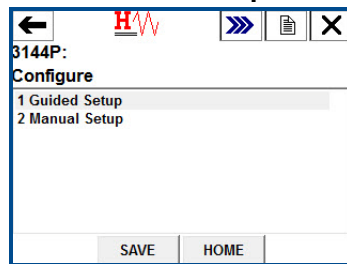 H
3144P:
Configure
1 Guided Setup
2 Manual Setup
SAVE HOME